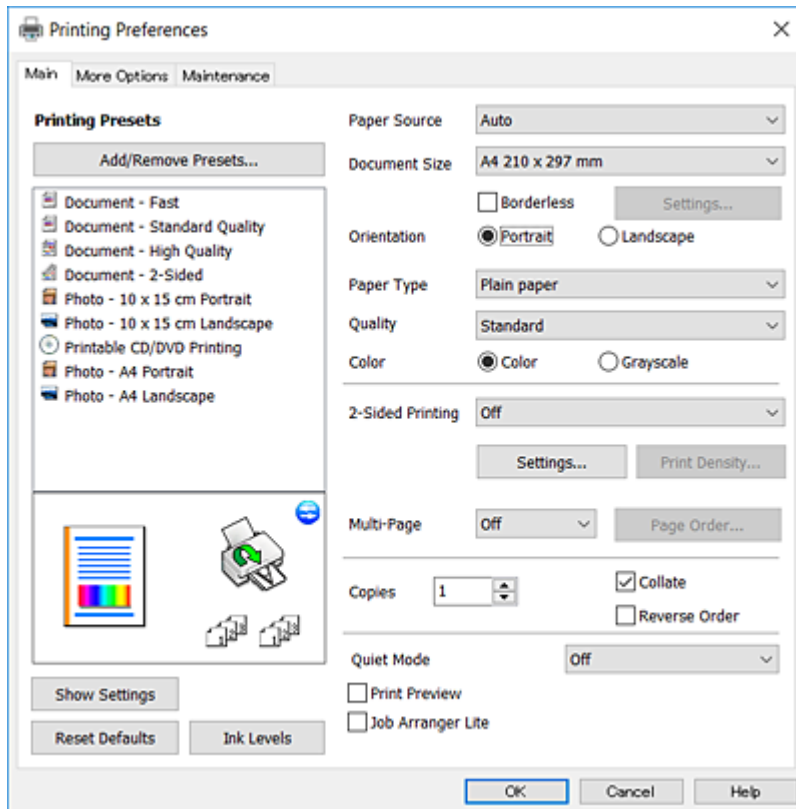 Printing Preferences
Main More Options Maintenance
Printing Presets
Add/Remove Presets...
Document - Fast
Document - Standard Quality
Document - High Quality
Document - 2-Sided
Photo - 10 x 15 cm Portrait
Photo - 10 x 15 cm Landscape
Printable CD/DVD Printing
Photo - A4 Portrait
Photo - A4 Landscape
Show Settings
Reset Defaults Ink Levels
Paper Source Auto
Document Size A4 210 x 297 mm
Borderless Settings...
Orientation Portrait Landscape
Paper Type Plain paper
Quality Standard
Color Color Grayscale
2-Sided Printing Off
Settings... Print Density...
Multi-Page Off Page Order...
Copies 1 Collate
Reverse Order
Quiet Mode Off
Print Preview
Job Arranger Lite
OK Cancel Help